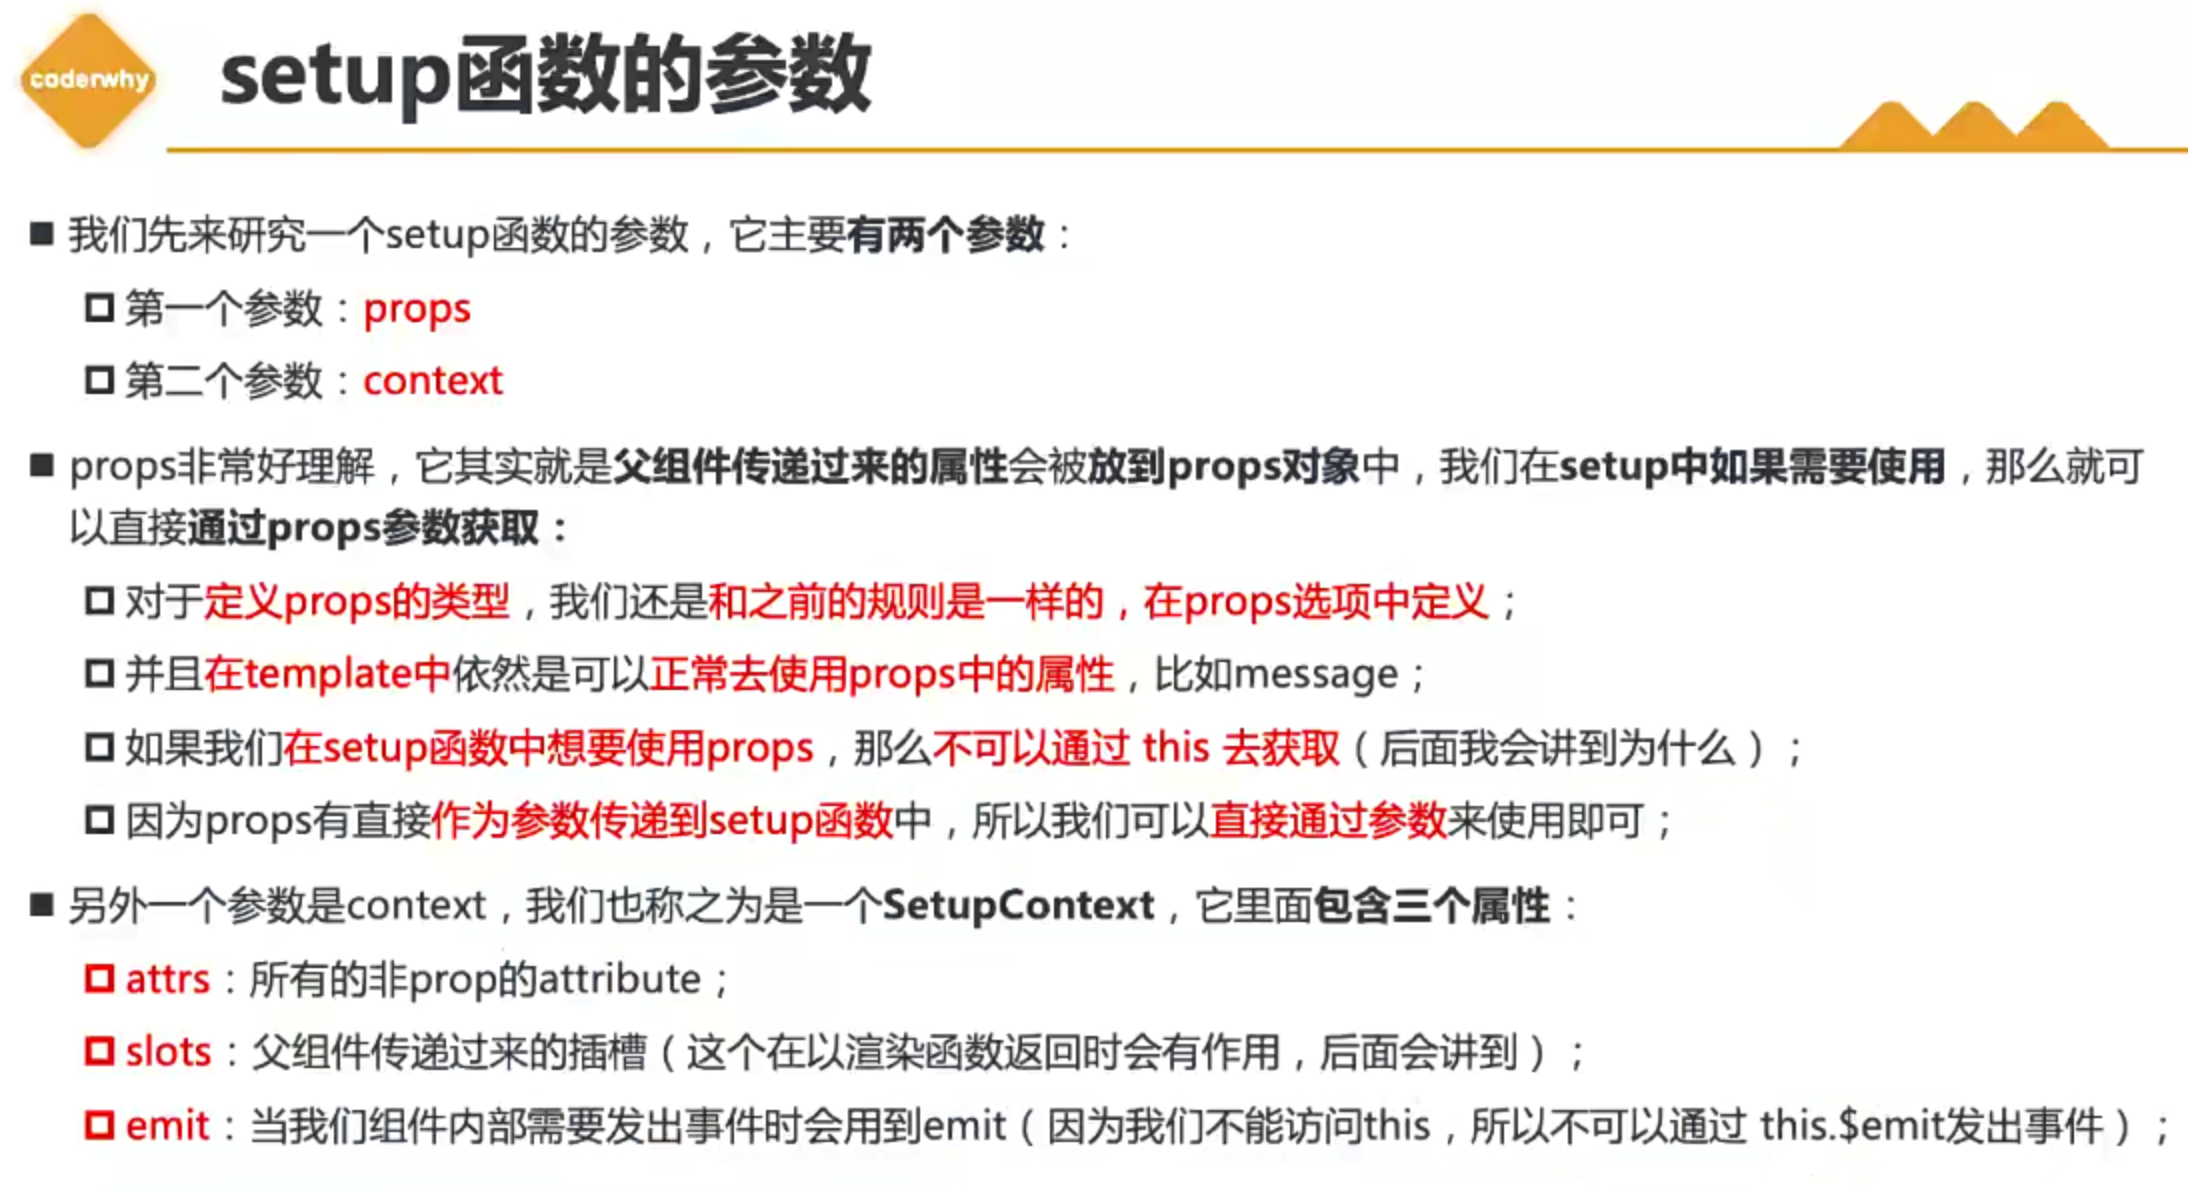 coderwhy
setup函数的参数
我们先来研究一个setup函数的参数，它主要有两个参数：
第一个参数：props
第二个参数：context
props非常好理解，它其实就是父组件传递过来的属性会被放到props对象中，我们在setup中如果需要使用，那么就可
以直接通过props参数获取：
对于定义props的类型，我们还是和之前的规则是一样的，在props选项中定义；
并且在template中依然是可以正常去使用props中的属性，比如message；
如果我们在setup函数中想要使用props，那么不可以通过 this 去获取（后面我会讲到为什么）；
因为props有直接作为参数传递到setup函数中，所以我们可以直接通过参数来使用即可；
另外一个参数是context，我们也称之为是一个SetupContext，它里面包含三个属性：
attrs：所有的非prop的attribute；
slots：父组件传递过来的插槽（这个在以渲染函数返回时会有作用，后面会讲到）；
emit：当我们组件内部需要发出事件时会用到emit（因为我们不能访问this，所以不可以通过 this.$emit发出事件）；